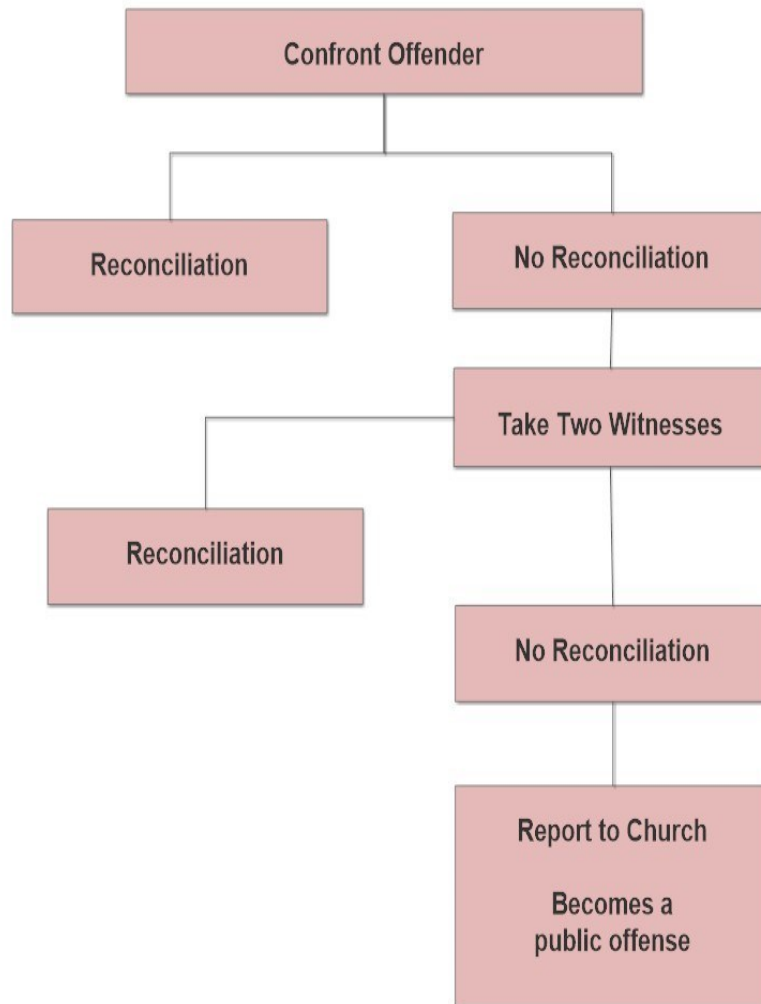 Confront Offender
Reconciliation
No Reconciliation
Take Two Witnesses
Reconciliation
No Reconciliation
Report to Church
Becomes a
public offense